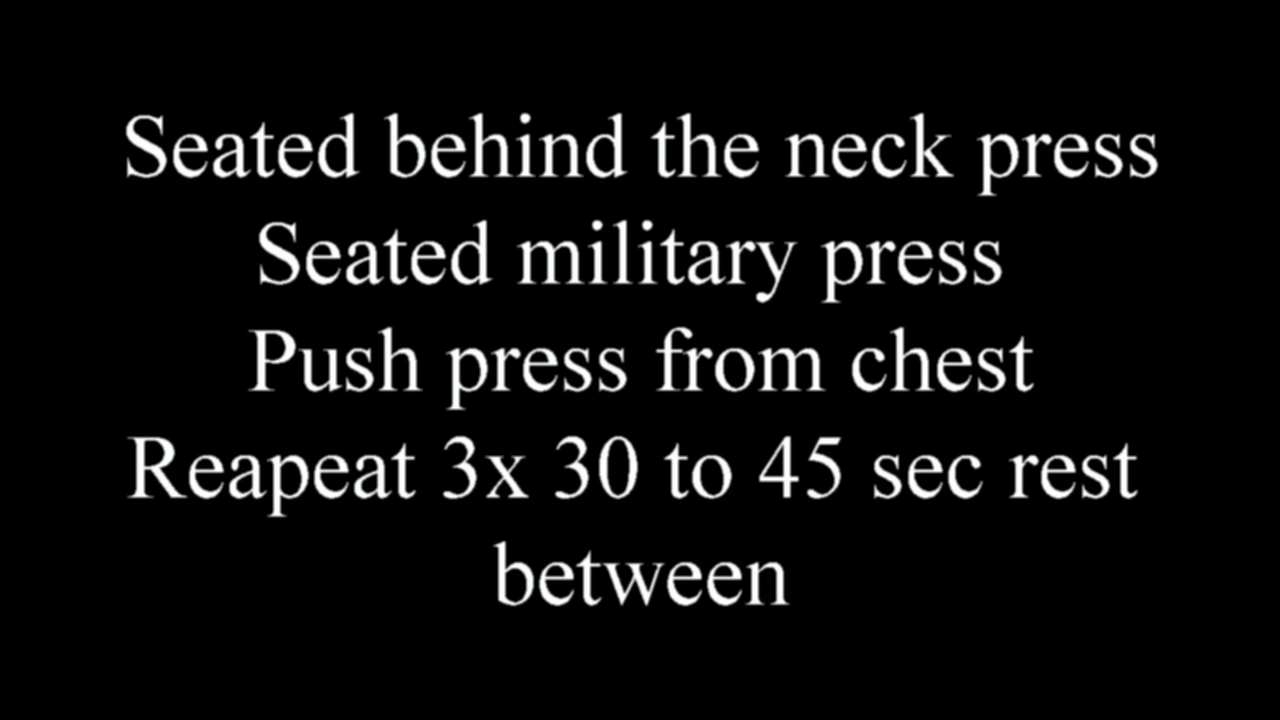 Seated behind the neck press
Seated military press
Push press from chest
Reapeat 3x 30 to 45 sec rest
between